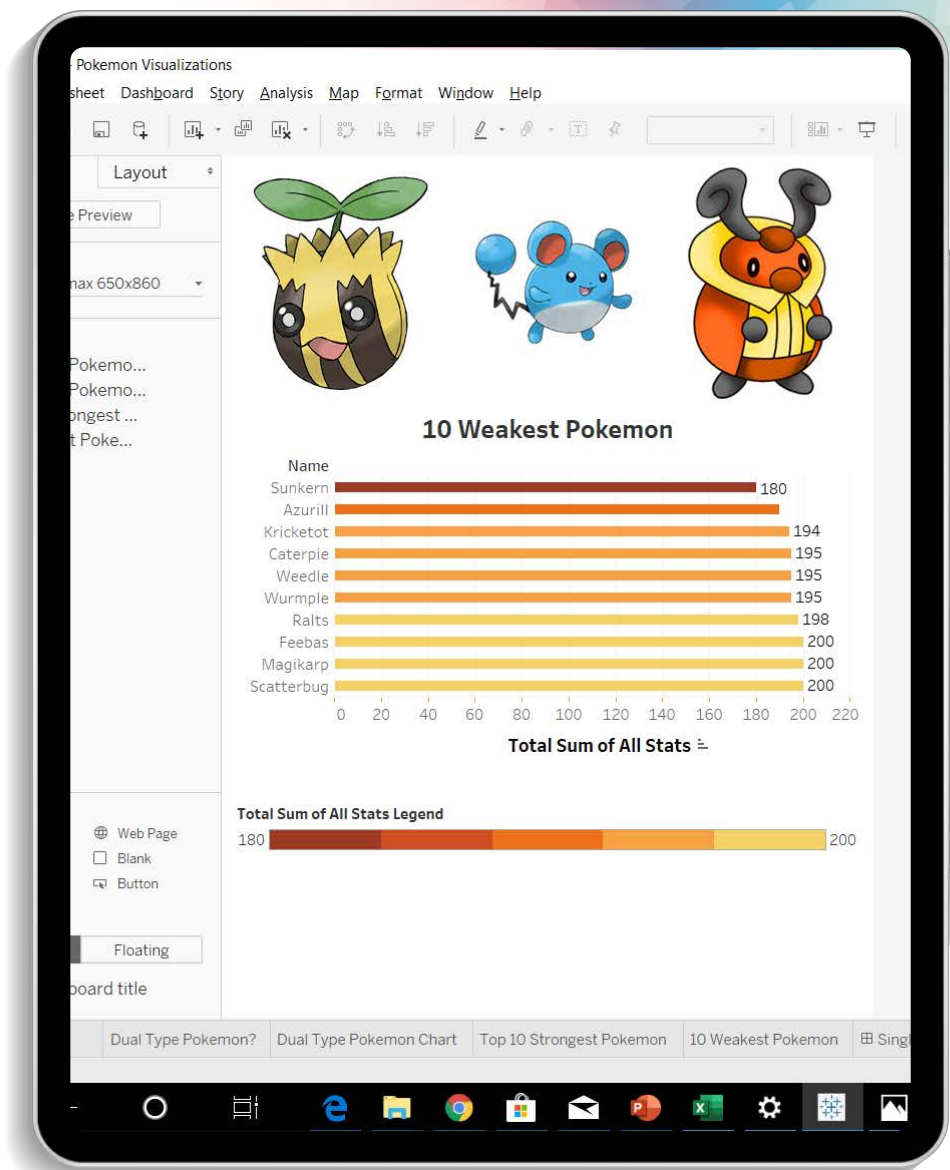 Pokemon Visualizations
sheet Dashboard Story Analysis Map Format Window Help
Layout
e Preview
max 650x860
Pokemo...
Pokemo...
ongest ...
t Poke...
10 Weakest Pokemon
Name
Sunkern 180
Azurill
Kricketot 194
Caterpie 195
Weedle 195
Wurmple 195
Ralts 198
Feebas 200
Magikarp 200
Scatterbug 200
0 20 40 60 80 100 120 140 160 180 200 220
Total Sum of All Stats
Total Sum of All Stats Legend
180 200
Web Page
Blank
Button
Floating
board title
Dual Type Pokemon? Dual Type Pokemon Chart Top 10 Strongest Pokemon 10 Weakest Pokemon Singl